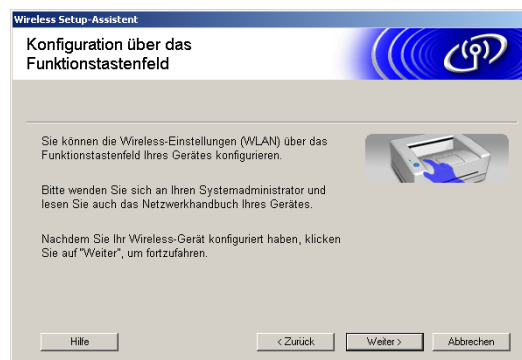 Wireless Setup-Assistent
Konfiguration über das
Funktionstastenfeld
Sie können die Wireless-Einstellungen (WLAN) über das
Funktionstastenfeld Ihres Gerätes konfigurieren.
Bitte wenden Sie sich an Ihren Systemadministrator und
lesen Sie auch das Netzwerkhandbuch Ihres Gerätes.
Nachdem Sie Ihr Wireless-Gerät konfiguriert haben, klicken
Sie auf "Weiter", um fortzufahren.
Hilfe
< Zurück
Weiter >
Abbrechen